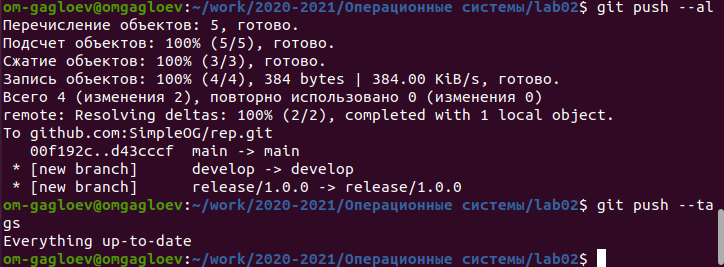 om-gagloev@omgagloev:~/work/2020-2021/Операционные системы/lab02$ git push --al
Перечисление объектов: 5, готово.
Подсчет объектов: 100% (5/5), готово.
Сжатие объектов: 100% (3/3), готово.
Запись объектов: 100% (4/4), 384 bytes | 384.00 KiB/s, готово.
Всего 4 (изменения 2), повторно использовано 0 (изменения 0)
remote: Resolving deltas: 100% (2/2), completed with 1 local object.
To github.com:SimpleOG/rep.git
   00f192c..d43cccf  main -> main
 * [new branch]      develop -> develop
 * [new branch]      release/1.0.0 -> release/1.0.0
om-gagloev@omgagloev:~/work/2020-2021/Операционные системы/lab02$ git push --ta
gs
Everything up-to-date
om-gagloev@omgagloev:~/work/2020-2021/Операционные системы/lab02$